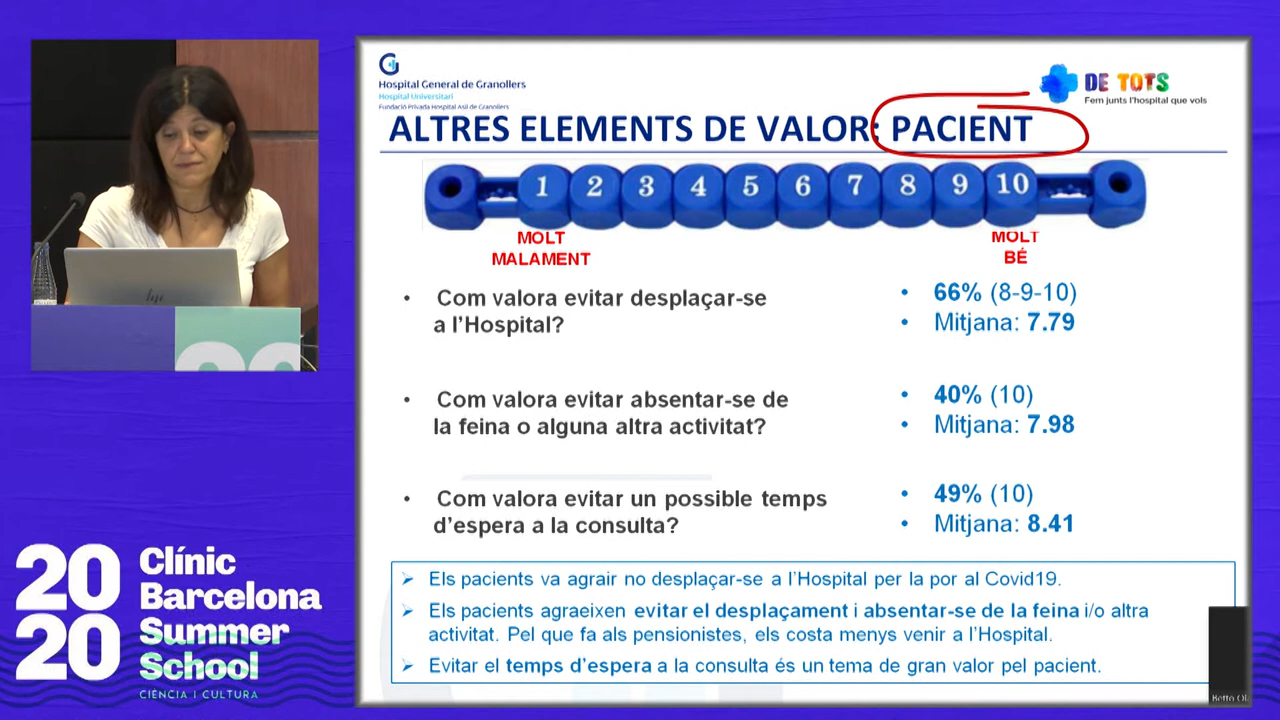 Hospital General de Granollers
Hospital Universitari
Fundació Privada Hospital Asil de Granollers
DE TOTS
Fem junts l'hospital que vols
ALTRES ELEMENTS DE VALOR: PACIENT
1 2 3 4 5 6 7 8 9 10
MOLT
MALAMENT
MOLT
BÉ
• Com valora evitar desplaçar-se
a l'Hospital?
• 66% (8-9-10)
• Mitjana: 7.79
• Com valora evitar absentar-se de
la feina o alguna altra activitat?
• 40% (10)
• Mitjana: 7.98
• Com valora evitar un possible temps
d'espera a la consulta?
• 49% (10)
• Mitjana: 8.41
➢ Els pacients va agrair no desplaçar-se a l'Hospital per la por al Covid19.
➢ Els pacients agraeixen evitar el desplaçament i absentar-se de la feina i/o altra
activitat. Pel que fa als pensionistes, els costa menys venir a l'Hospital.
➢ Evitar el temps d'espera a la consulta és un tema de gran valor pel pacient.
20
20
Clínic
Barcelona
Summer
School
CIÈNCIA I CULTURA